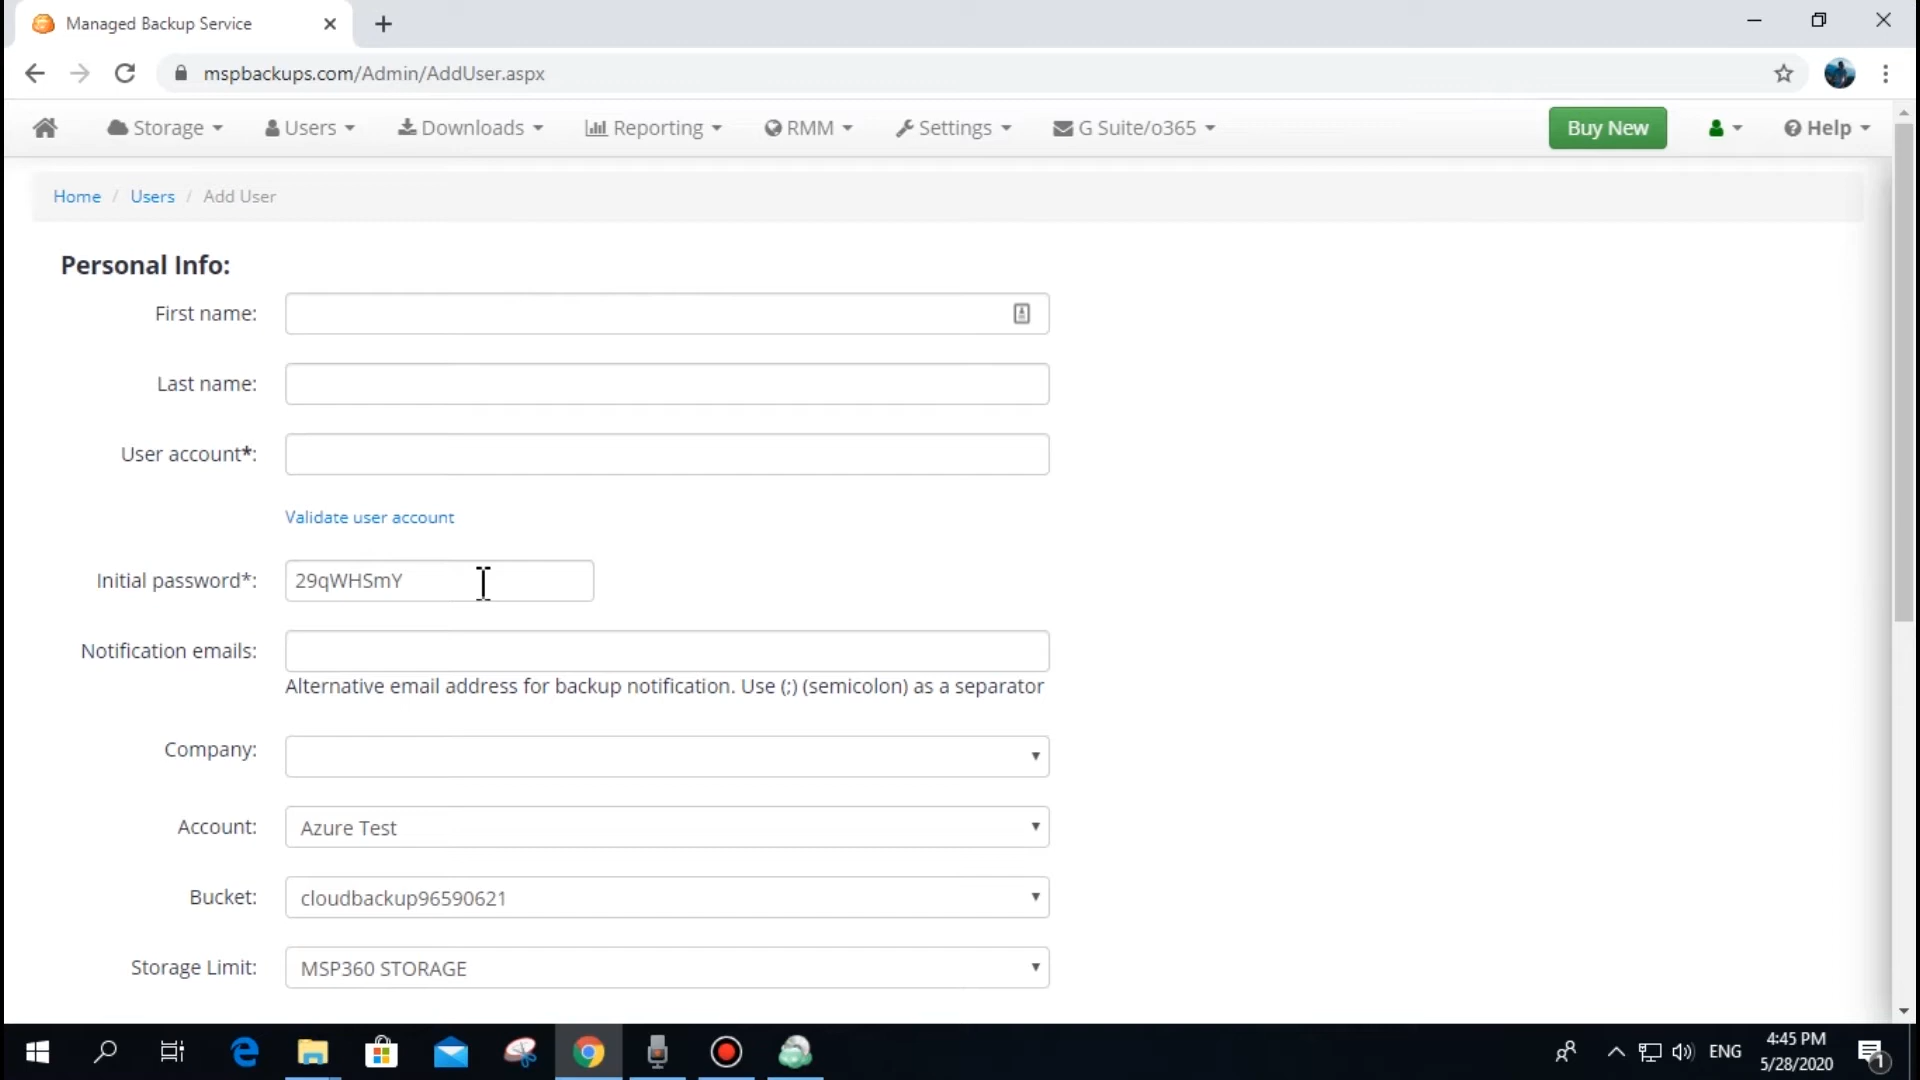 Managed Backup Service
mspbackups.com/Admin/AddUser.aspx
Storage Users Downloads Reporting RMM Settings G Suite/o365 Buy New Help
Home / Users / Add User
Personal Info:
First name:
Last name:
User account*:
Validate user account
Initial password*: 29qWHSmY
Notification emails:
Alternative email address for backup notification. Use (;) (semicolon) as a separator
Company:
Account: Azure Test
Bucket: cloudbackup96590621
Storage Limit: MSP360 STORAGE
ENG 4:45 PM
5/28/2020 1